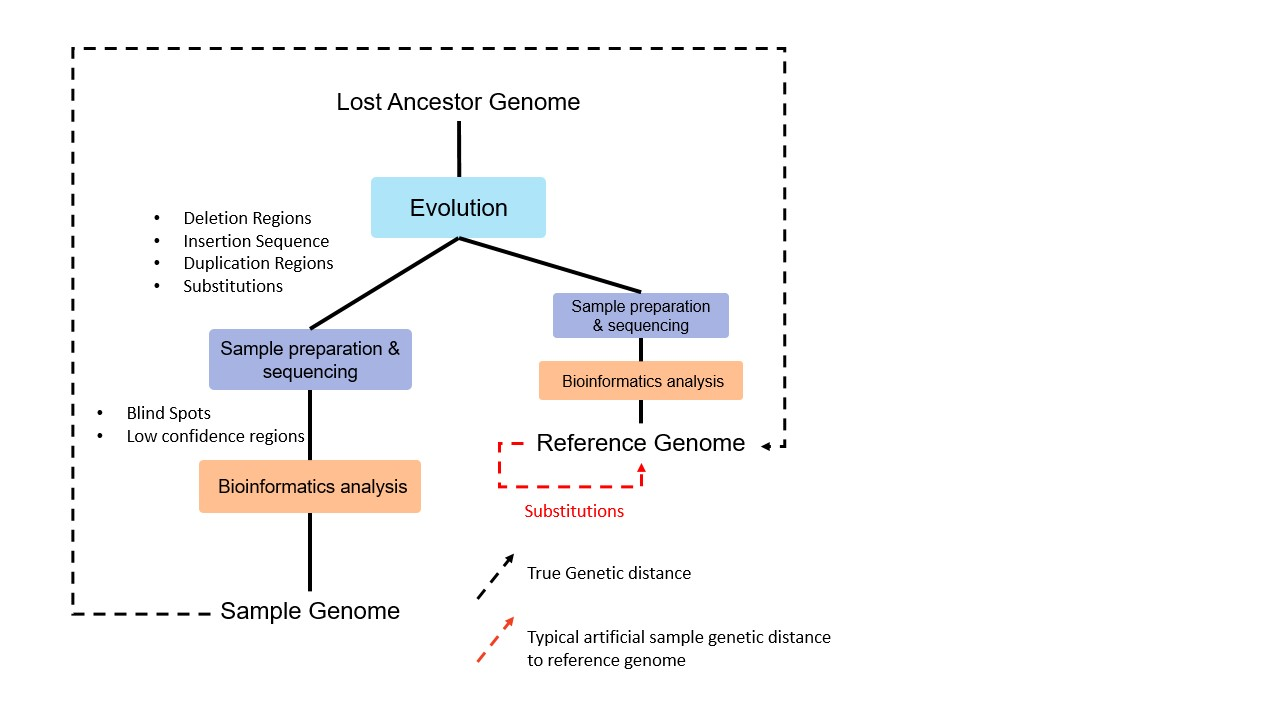 Lost Ancestor Genome
Evolution
• Deletion Regions
• Insertion Sequence
• Duplication Regions
• Substitutions
Sample preparation
& sequencing
Sample preparation &
sequencing
Bioinformatics analysis
• Blind Spots
• Low confidence regions
Reference Genome
Bioinformatics analysis
Substitutions
True Genetic distance
Sample Genome
Typical artificial sample genetic distance
to reference genome